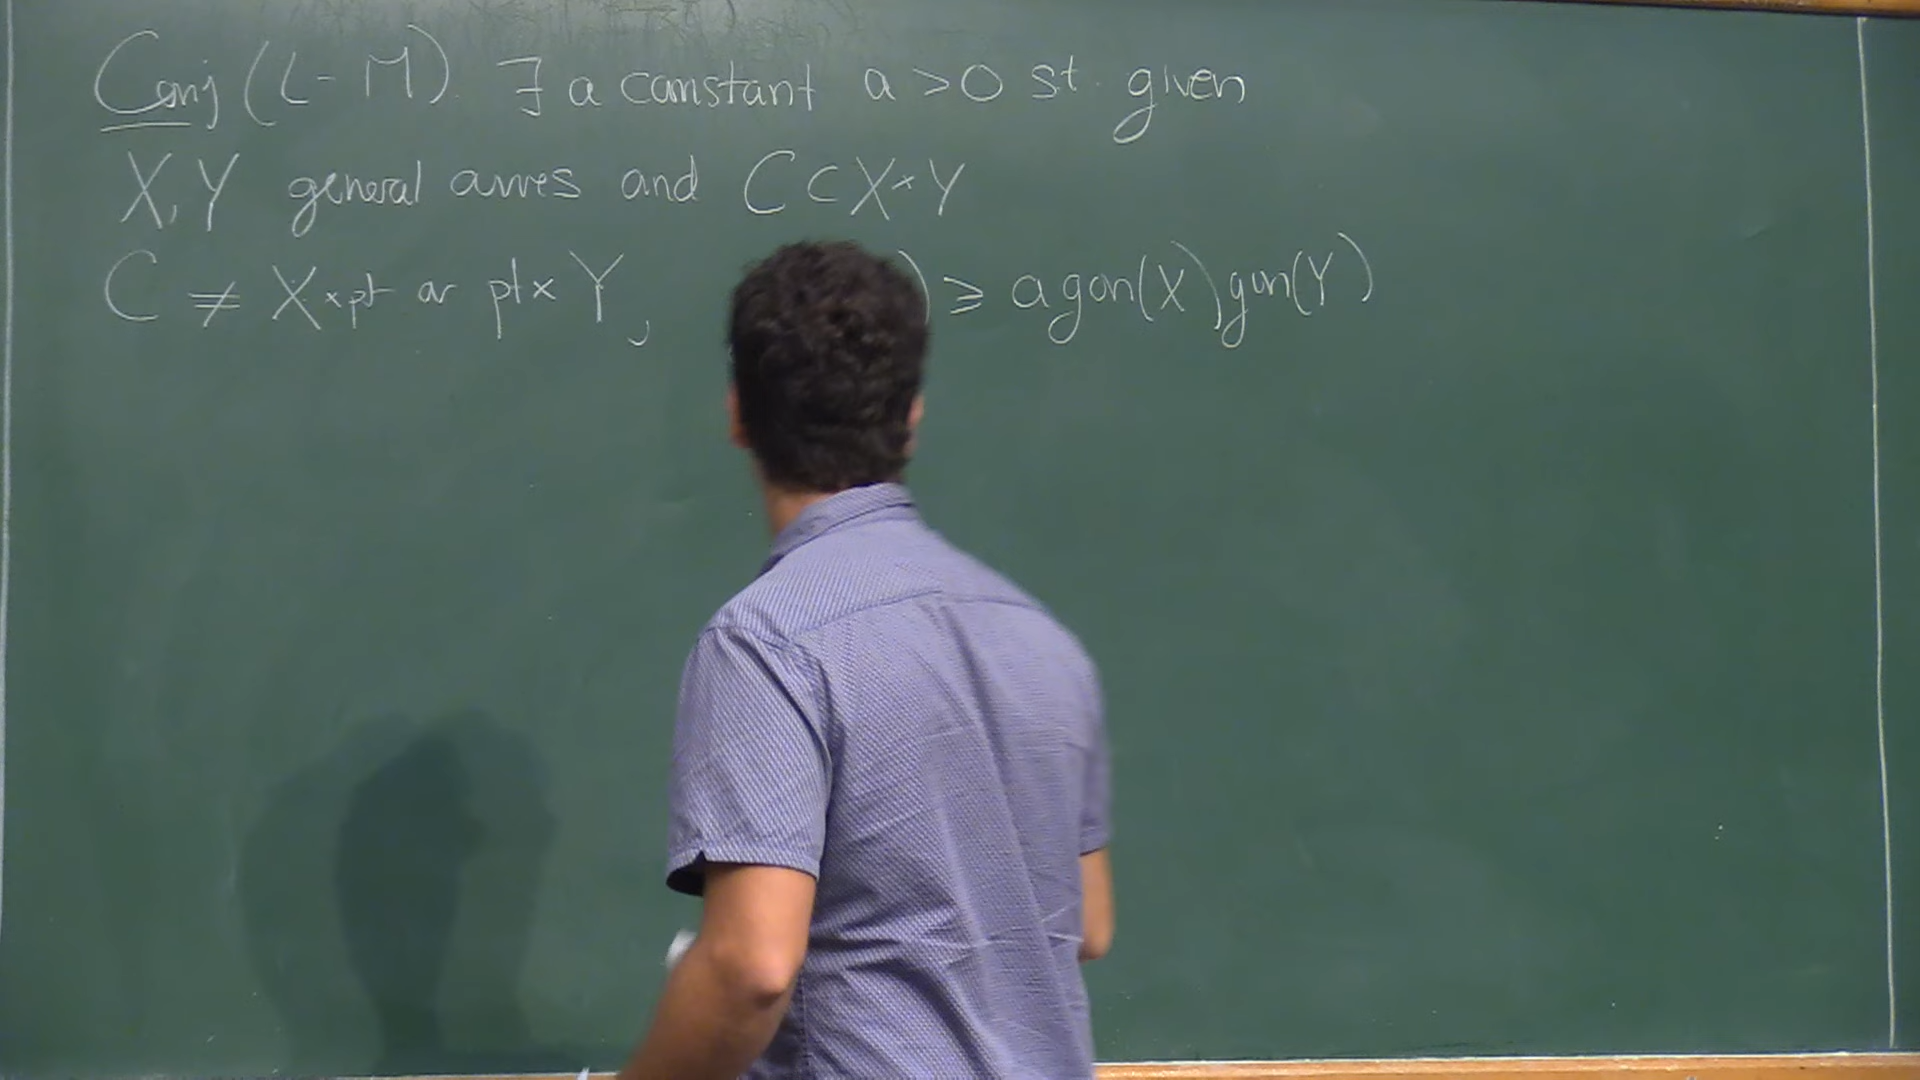 Conj (L-M). ∃ a constant a > 0 st. given
X, Y general curves and C ⊂ X × Y
C ≠ X × pt or pt × Y, ) ≥ a gon(X) gon(Y)